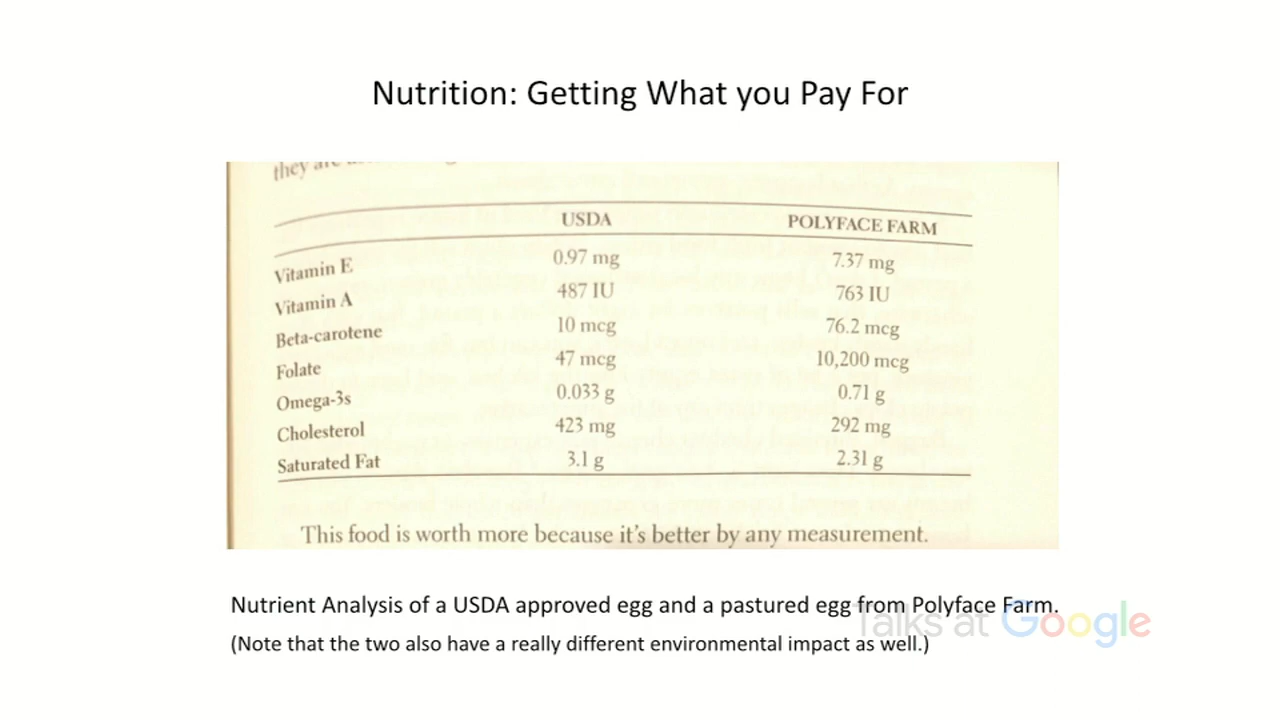 Nutrition: Getting What you Pay For
they are
USDA POLYFACE FARM
Vitamin E 0.97 mg 7.37 mg
Vitamin A 487 IU 763 IU
Beta-carotene 10 mcg 76.2 mcg
Folate 47 mcg 10,200 mcg
Omega-3s 0.033 g 0.71 g
Cholesterol 423 mg 292 mg
Saturated Fat 3.1 g 2.31 g
This food is worth more because it's better by any measurement.
Nutrient Analysis of a USDA approved egg and a pastured egg from Polyface Farm.
Talks at Google
(Note that the two also have a really different environmental impact as well.)